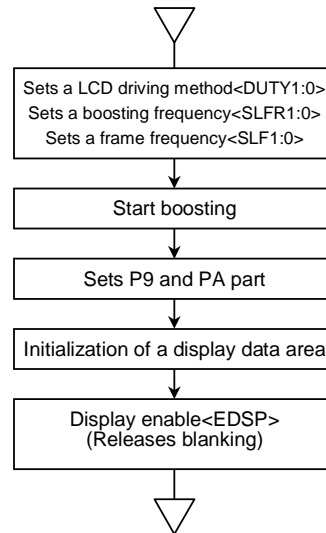 Sets a LCD driving method<DUTY1:0>
Sets a boosting frequency<SLFR1:0>
Sets a frame frequency<SLF1:0>
Start boosting
Sets P9 and PA part
Initialization of a display data area
Display enable<EDSP>
(Releases blanking)